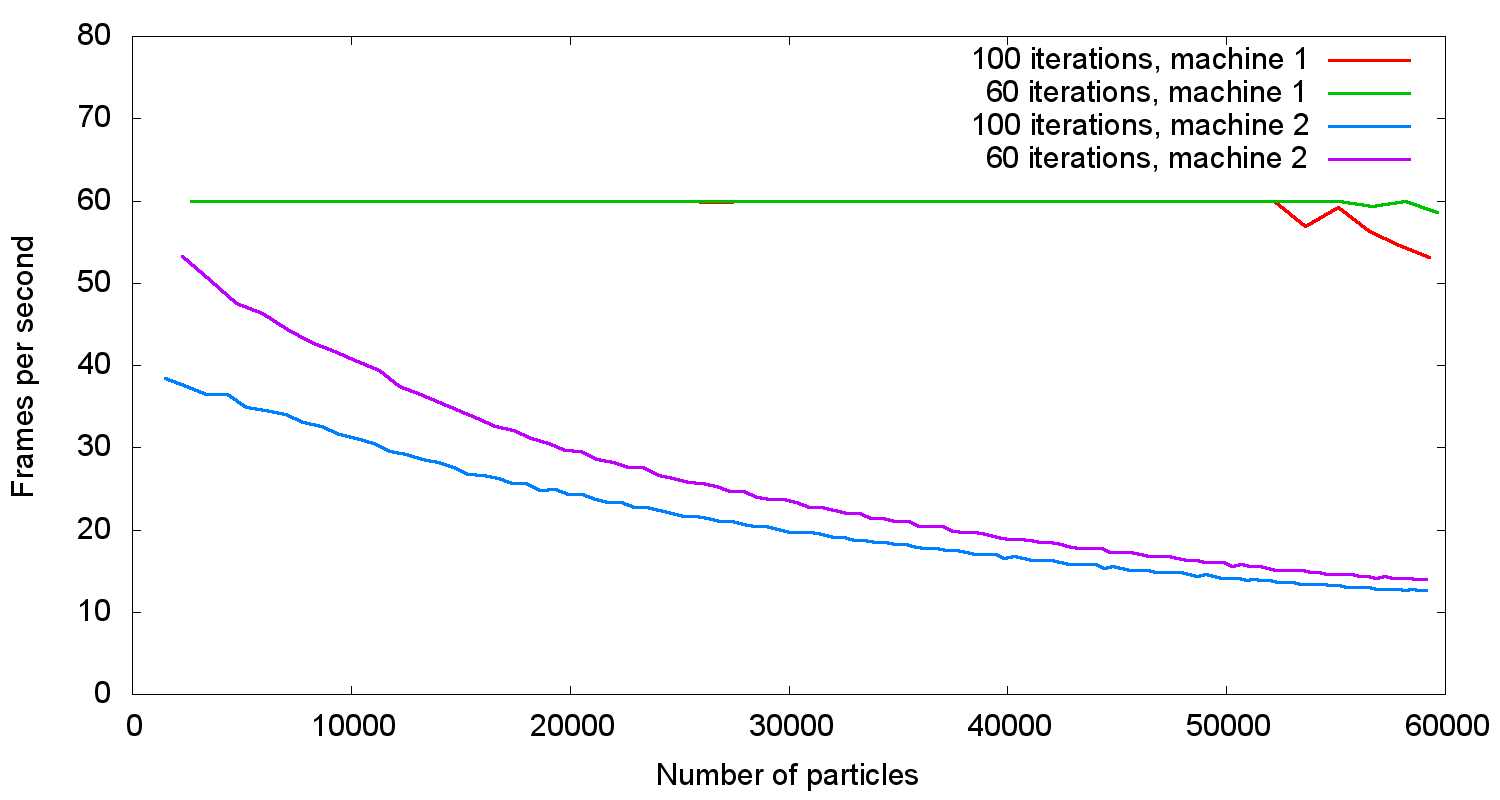 80
70
60
50
40
30
20
10
0
Frames per second
100 iterations, machine 1
60 iterations, machine 1
100 iterations, machine 2
60 iterations, machine 2
0 10000 20000 30000 40000 50000 60000
Number of particles